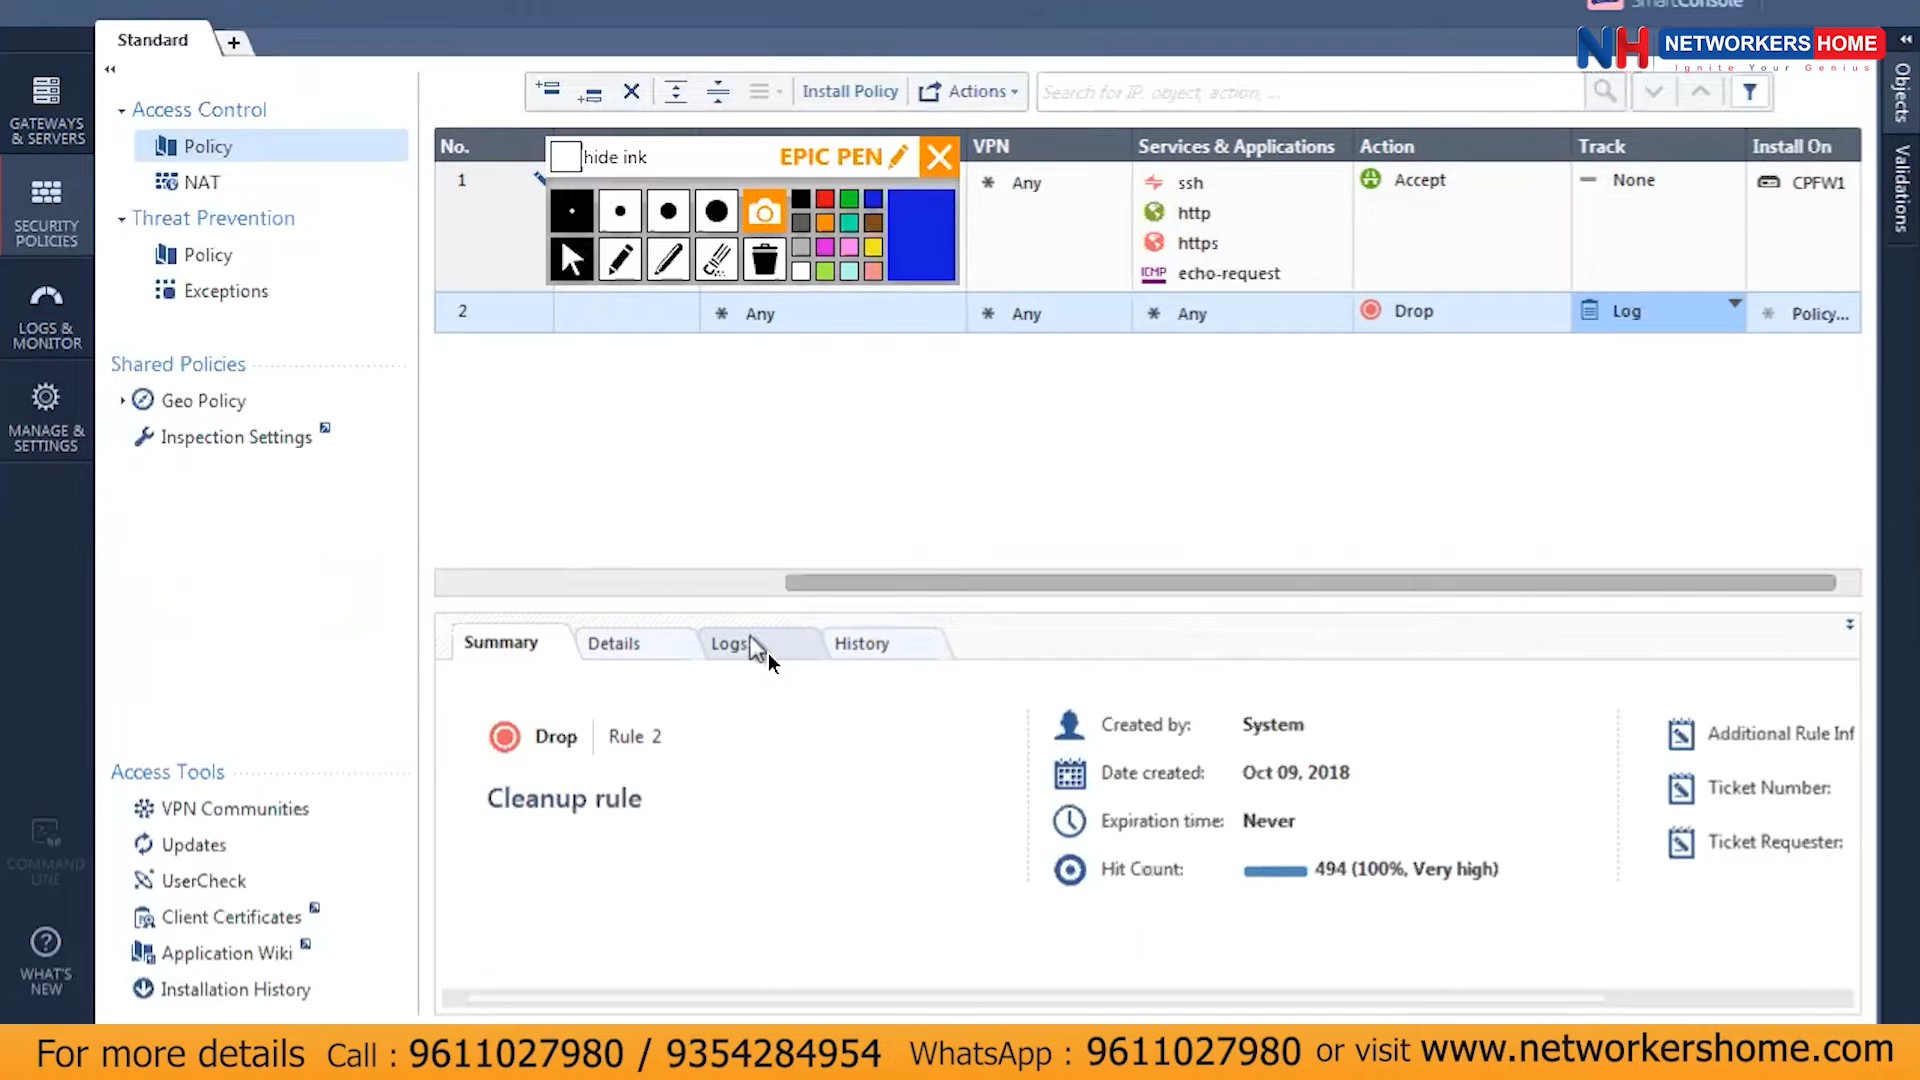 SmartConsole
NETWORKERS HOME
Ignite Your Genius
Standard
Objects
Validations
GATEWAYS
& SERVERS
SECURITY
POLICIES
LOGS &
MONITOR
MANAGE &
SETTINGS
COMMAND
LINE
WHAT'S
NEW
Access Control
Policy
NAT
Threat Prevention
Policy
Exceptions
Shared Policies
Geo Policy
Inspection Settings
Access Tools
VPN Communities
Updates
UserCheck
Client Certificates
Application Wiki
Installation History
Install Policy
Actions
Search for IP, object, action, ...
No.
VPN
Services & Applications
Action
Track
Install On
hide ink
EPIC PEN
1
* Any
ssh
http
https
ICMP echo-request
Accept
None
CPFW1
2
* Any
* Any
* Any
Drop
Log
* Policy...
Summary
Details
Logs
History
Drop
Rule 2
Cleanup rule
Created by: System
Date created: Oct 09, 2018
Expiration time: Never
Hit Count: 494 (100%, Very high)
Additional Rule Inf
Ticket Number:
Ticket Requester:
For more details Call : 9611027980 / 9354284954 WhatsApp : 9611027980 or visit www.networkershome.com